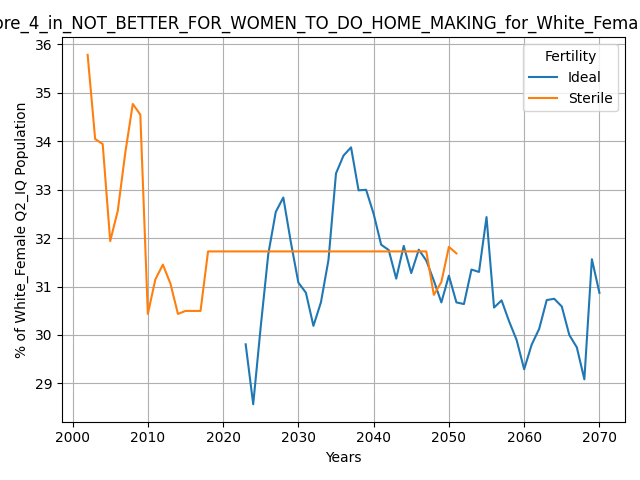 ore_4_in_NOT_BETTER_FOR_WOMEN_TO_DO_HOME_MAKING_for_White_Fema
36
35
34
33
32
31
30
29
% of White_Female Q2_IQ Population
Fertility
Ideal
Sterile
2000 2010 2020 2030 2040 2050 2060 2070
Years